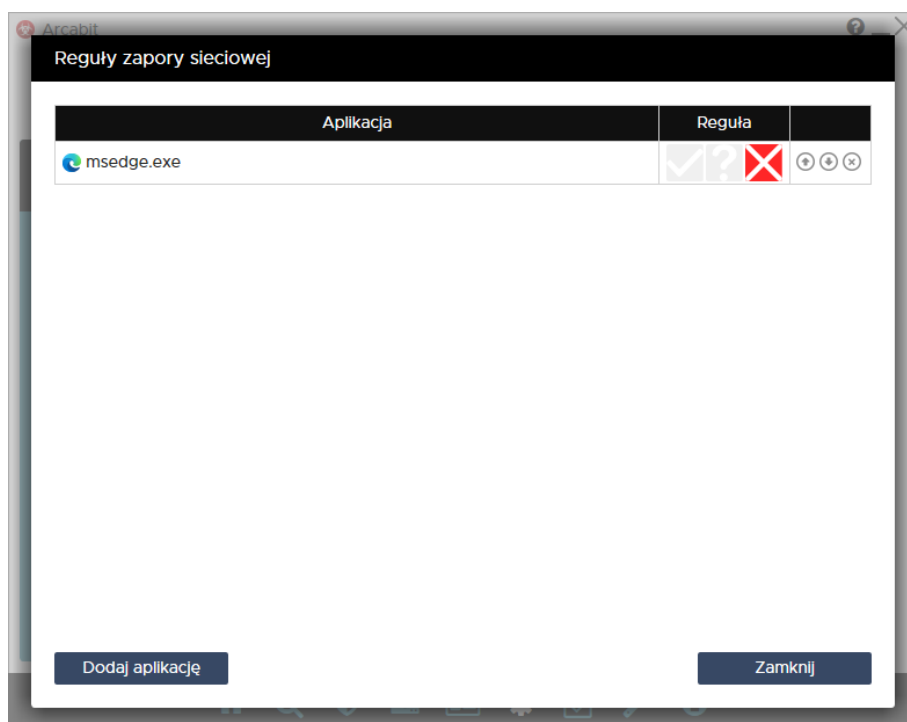 Arcabit
Reguły zapory sieciowej
Aplikacja Reguła
msedge.exe
Dodaj aplikację Zamknij